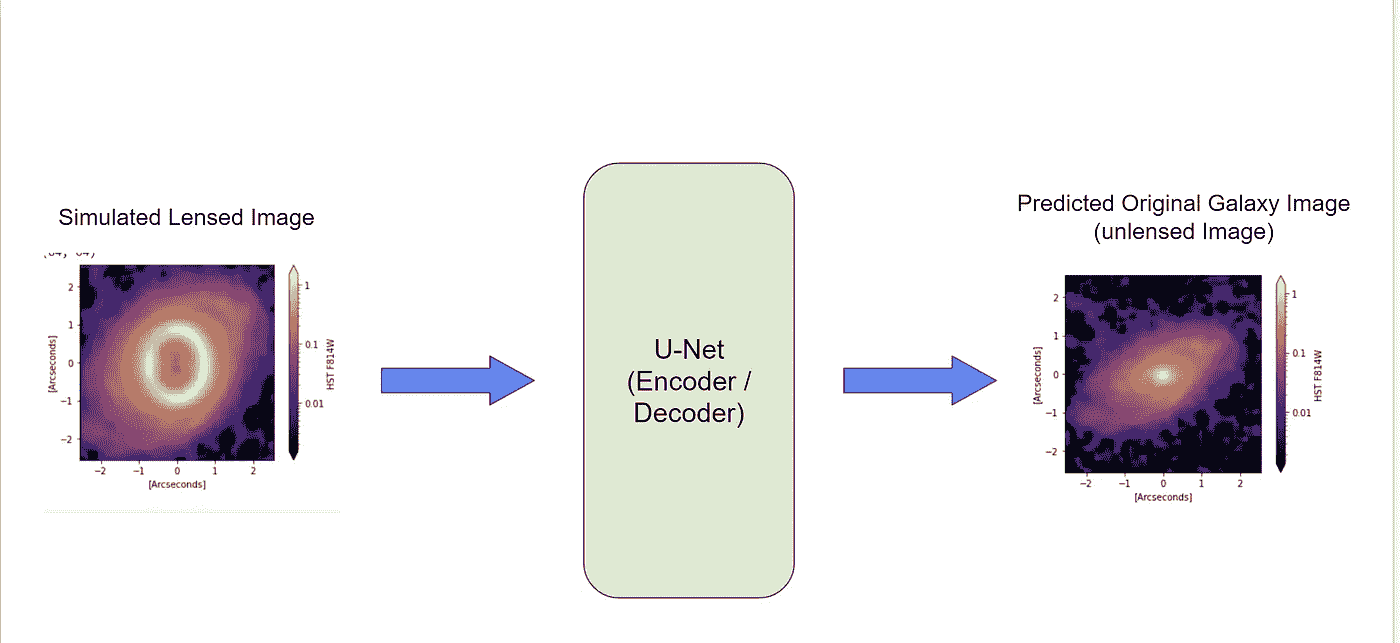 Simulated Lensed Image
2
1
0
−1
−2
[Arcseconds]
−2 −1 0 1 2
[Arcseconds]
1
0.1
0.01
HST F814W
U-Net
(Encoder /
Decoder)
Predicted Original Galaxy Image
(unlensed Image)
2
1
0
−1
−2
[Arcseconds]
−2 −1 0 1 2
[Arcseconds]
1
0.1
0.01
HST F814W